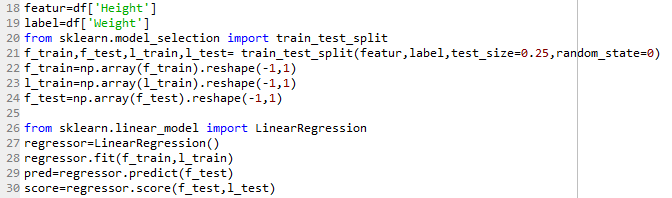 18 featur=df['Height']
19 label=df['Weight']
20 from sklearn.model_selection import train_test_split
21 f_train,f_test,l_train,l_test= train_test_split(featur,label,test_size=0.25,random_state=0)
22 f_train=np.array(f_train).reshape(-1,1)
23 l_train=np.array(l_train).reshape(-1,1)
24 f_test=np.array(f_test).reshape(-1,1)
25
26 from sklearn.linear_model import LinearRegression
27 regressor=LinearRegression()
28 regressor.fit(f_train,l_train)
29 pred=regressor.predict(f_test)
30 score=regressor.score(f_test,l_test)